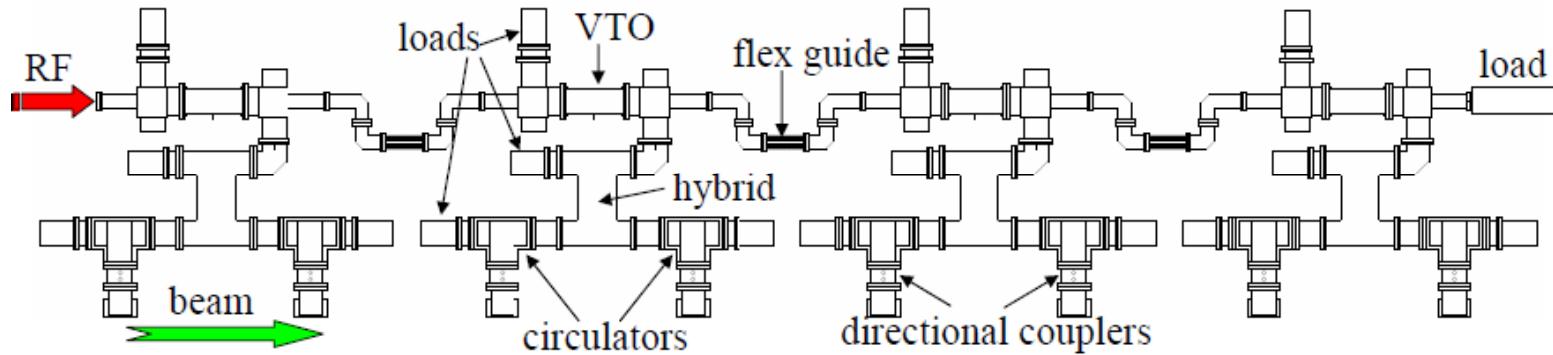 RF
loads
VTO
flex guide
load
hybrid
beam
circulators
directional couplers